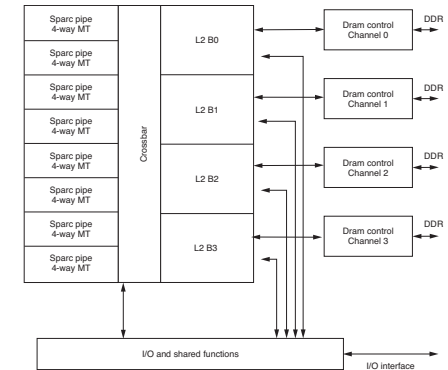 Sparc pipe
4-way MT
Sparc pipe
4-way MT
Sparc pipe
4-way MT
Sparc pipe
4-way MT
Sparc pipe
4-way MT
Sparc pipe
4-way MT
Sparc pipe
4-way MT
Sparc pipe
4-way MT
Crossbar
L2 B0
L2 B1
L2 B2
L2 B3
Dram control
Channel 0
DDR
Dram control
Channel 1
DDR
Dram control
Channel 2
DDR
Dram control
Channel 3
DDR
I/O and shared functions
I/O interface